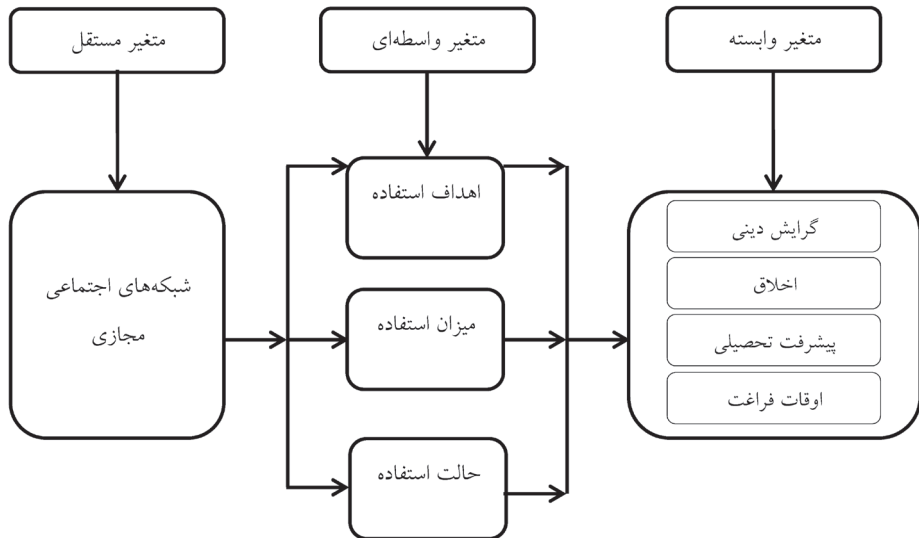 متغیر مستقل
متغیر واسطه‌ای
متغیر وابسته
شبکه‌های اجتماعی
مجازی
اهداف استفاده
میزان استفاده
حالت استفاده
گرایش دینی
اخلاق
پیشرفت تحصیلی
اوقات فراغت